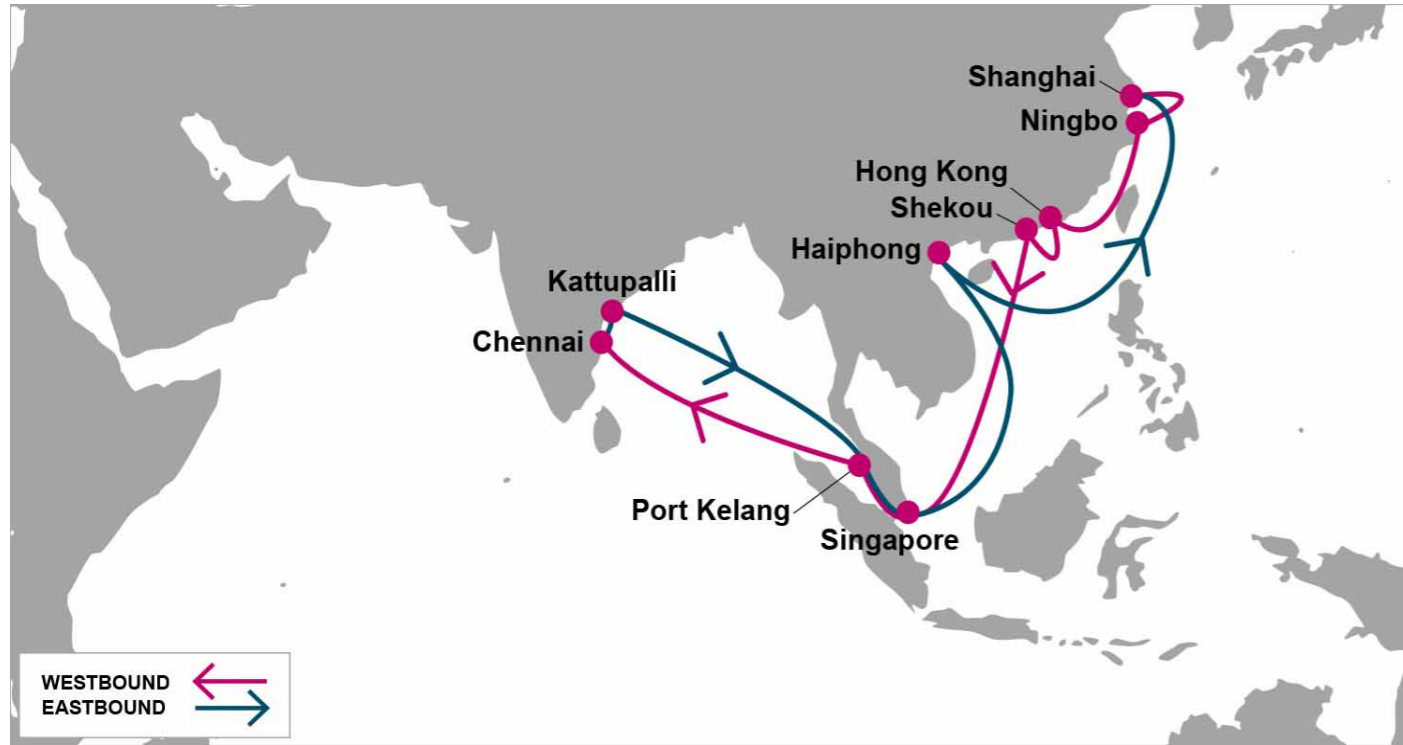 Shanghai
Ningbo
Hong Kong
Shekou
Haiphong
Kattupalli
Chennai
Port Kelang
Singapore
WESTBOUND
EASTBOUND